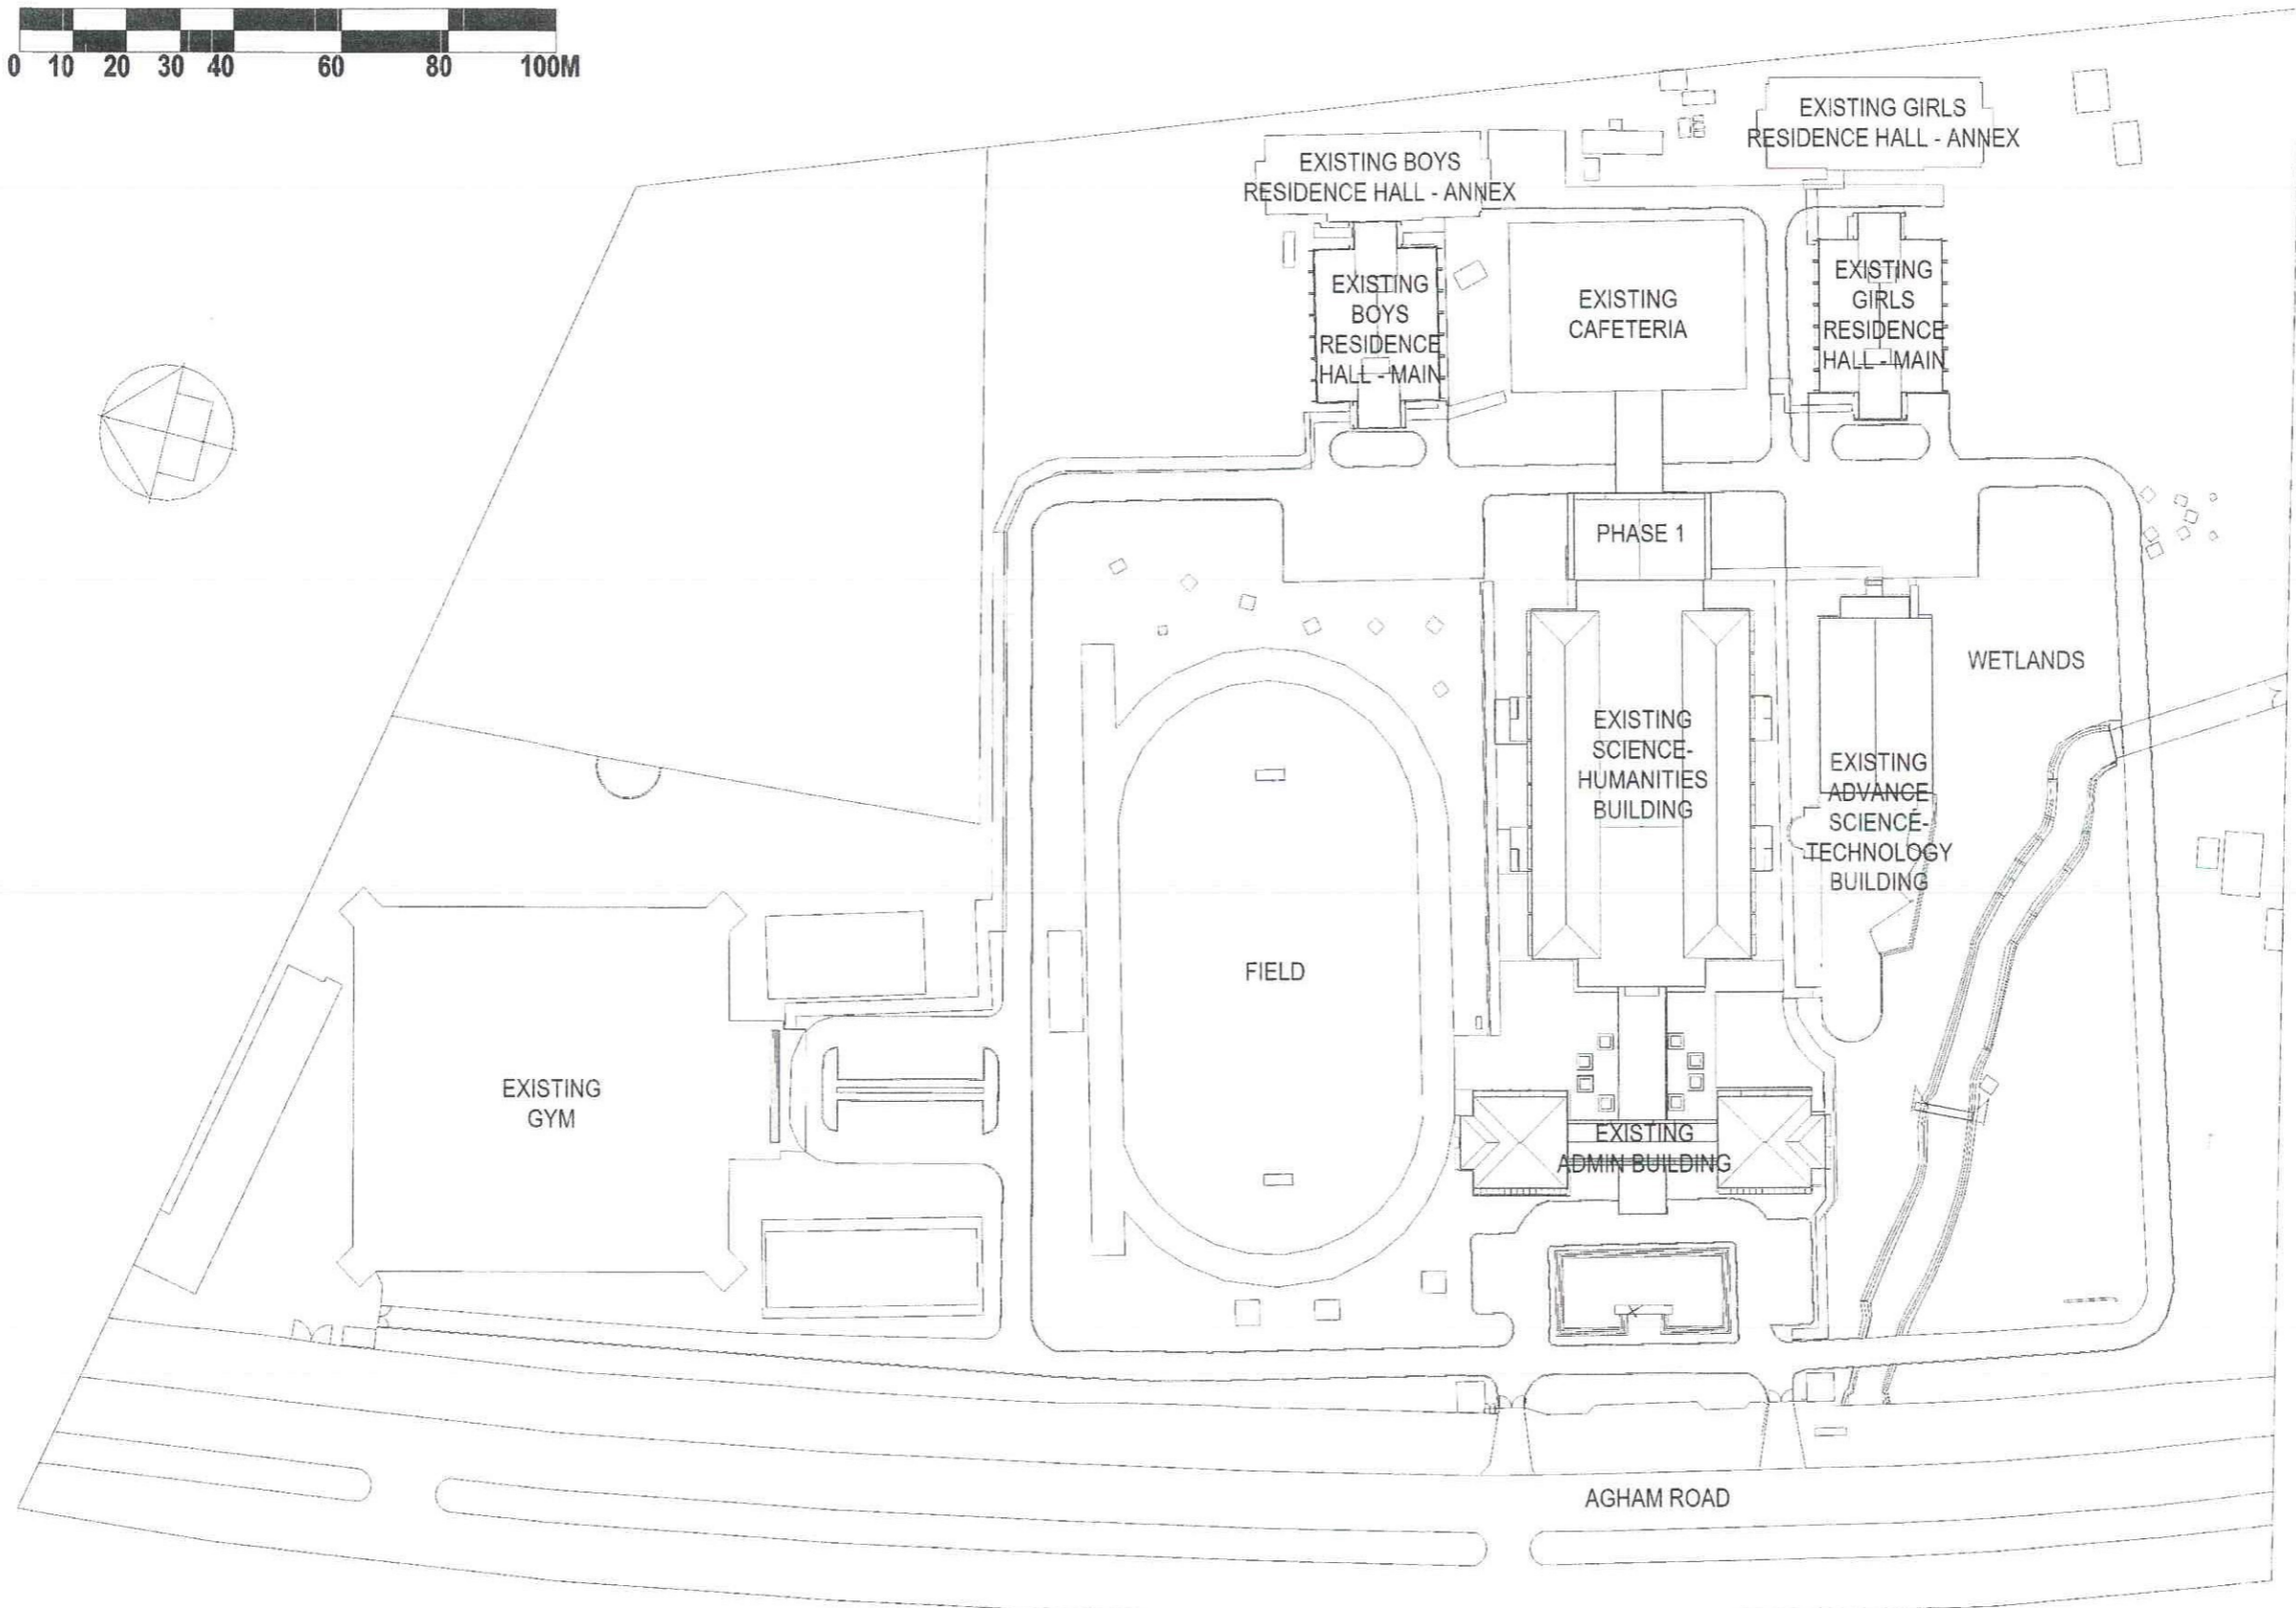 0 10 20 30 40 60 80 100M
EXISTING GIRLS
RESIDENCE HALL - ANNEX
EXISTING BOYS
RESIDENCE HALL - ANNEX
EXISTING
BOYS
RESIDENCE
HALL - MAIN
EXISTING
CAFETERIA
EXISTING
GIRLS
RESIDENCE
HALL - MAIN
PHASE 1
WETLANDS
EXISTING
SCIENCE-
HUMANITIES
BUILDING
EXISTING
ADVANCE
SCIENCE-
TECHNOLOGY
BUILDING
FIELD
EXISTING
GYM
EXISTING
ADMIN BUILDING
AGHAM ROAD